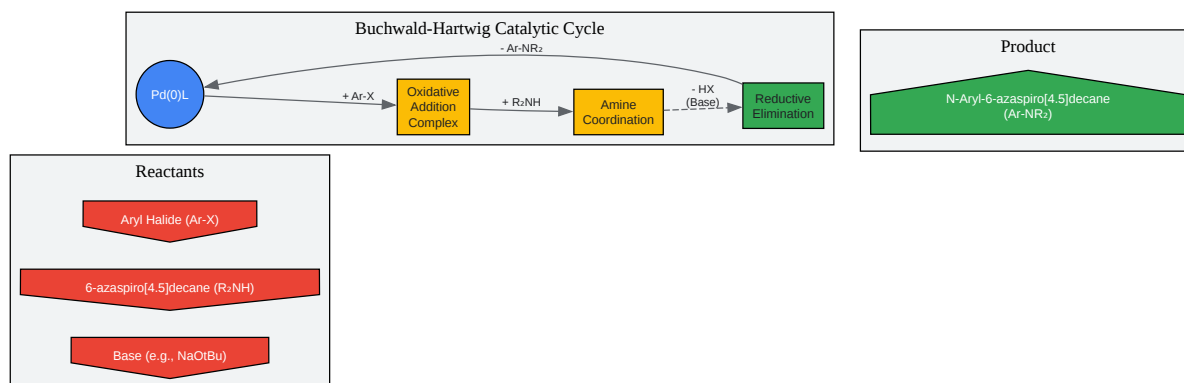 Buchwald-Hartwig Catalytic Cycle
- Ar-NR₂
Pd(0)L
+ Ar-X
Oxidative
Addition
Complex
+ R₂NH
Amine
Coordination
- HX
(Base)
Reductive
Elimination
Product
N-Aryl-6-azaspiro[4.5]decane
(Ar-NR₂)
Reactants
Aryl Halide (Ar-X)
6-azaspiro[4.5]decane (R₂NH)
Base (e.g., NaOtBu)